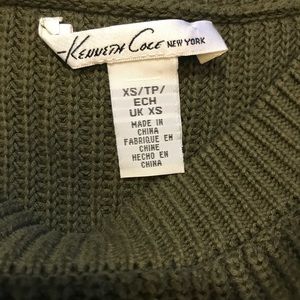 Kenneth Cole NEW YORK
XS/TP/
ECH
UK XS
MADE IN
CHINA
FABRIQUE EN
CHINE
HECHO EN
CHINA